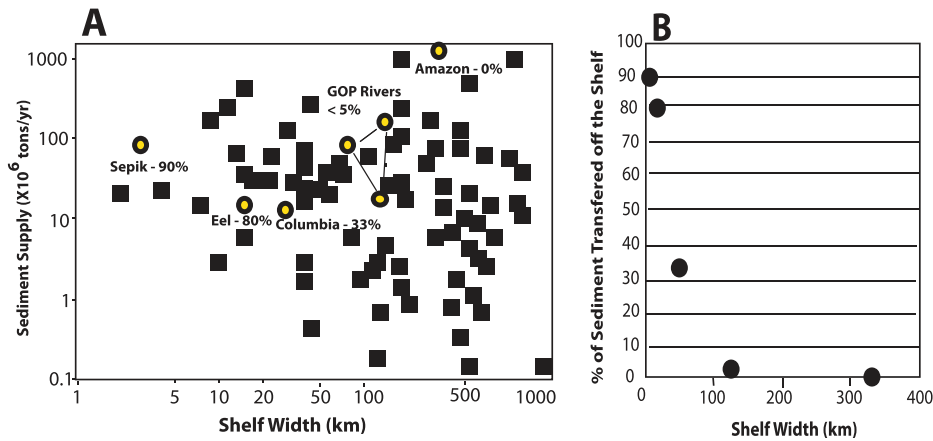 A
Sediment Supply (X10⁶ tons/yr)
1000
100
10
1
0.1
Amazon - 0%
GOP Rivers
< 5%
Sepik - 90%
Eel - 80%
Columbia - 33%
1
5
10
20
50
100
500
1000
Shelf Width (km)
B
% of Sediment Transfered off the Shelf
100
90
80
70
60
50
40
30
20
10
0
0
100
200
300
400
Shelf Width (km)